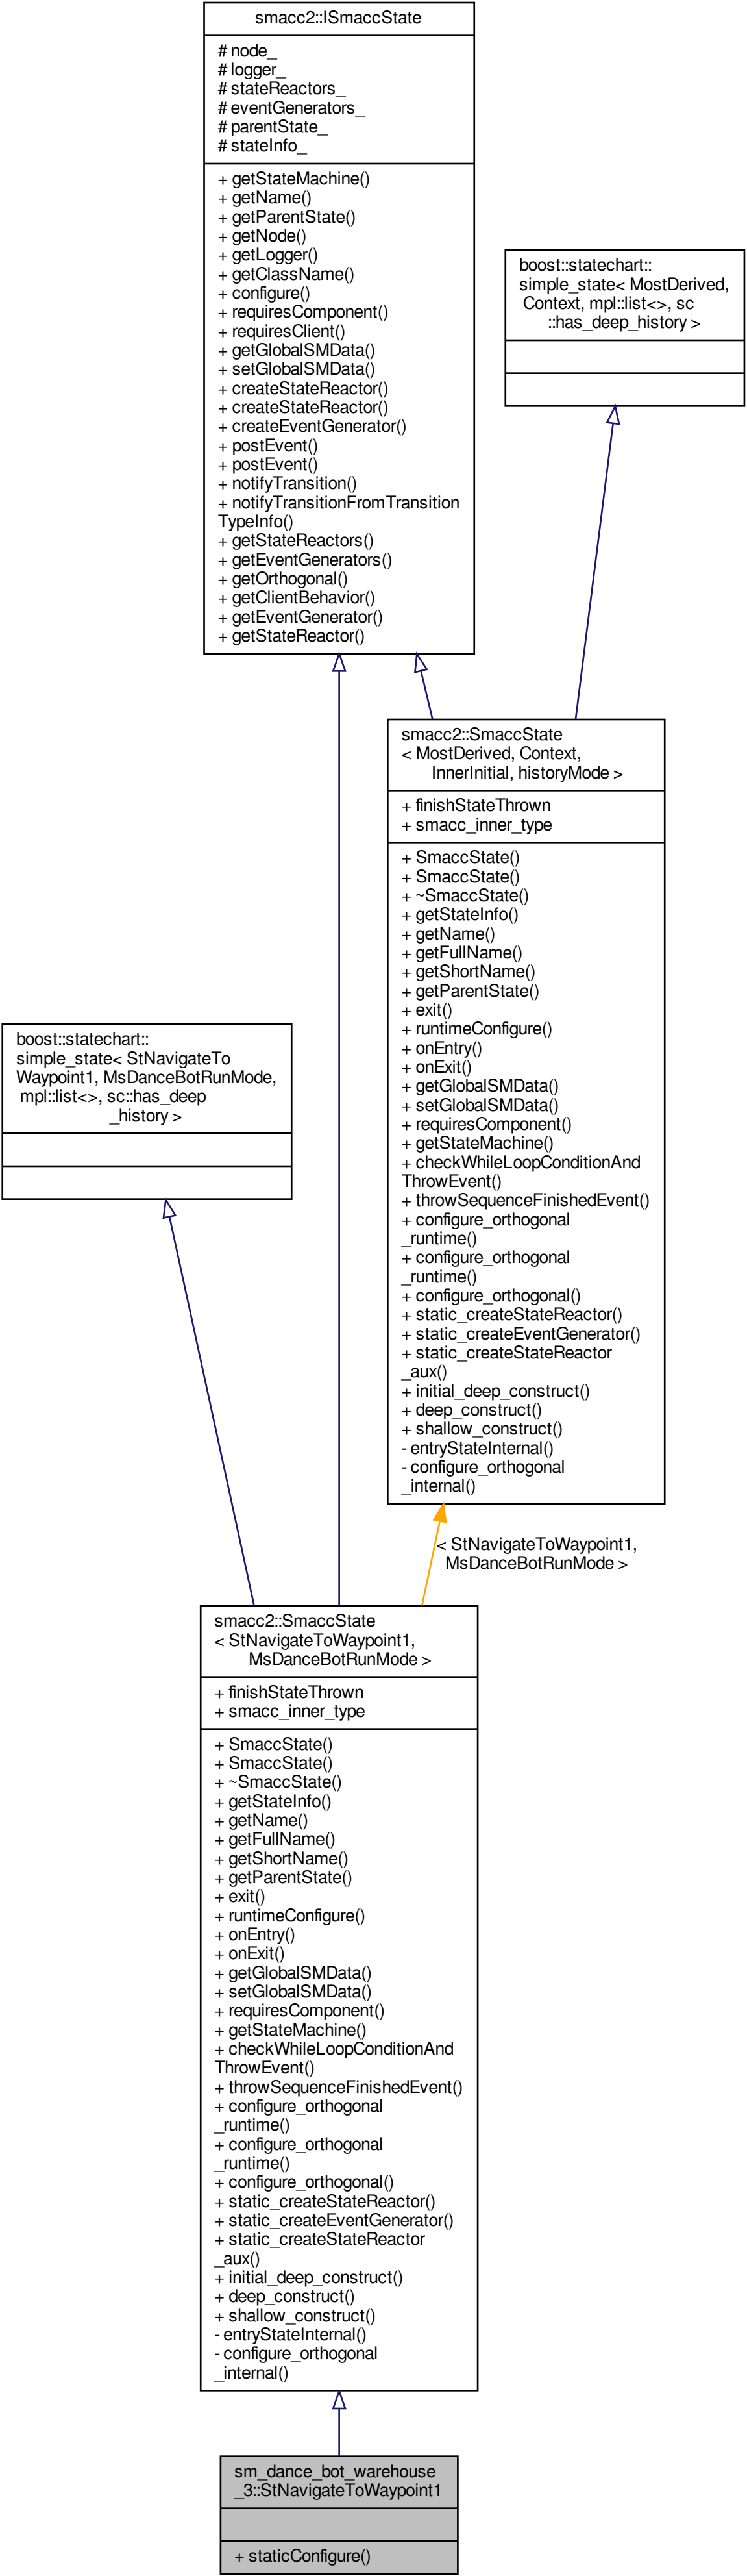 smacc2::ISmaccState
# node_
# logger_
# stateReactors_
# eventGenerators_
# parentState_
# stateInfo_
+ getStateMachine()
+ getName()
+ getParentState()
+ getNode()
+ getLogger()
+ getClassName()
+ configure()
+ requiresComponent()
+ requiresClient()
+ getGlobalSMData()
+ setGlobalSMData()
+ createStateReactor()
+ createStateReactor()
+ createEventGenerator()
+ postEvent()
+ postEvent()
+ notifyTransition()
+ notifyTransitionFromTransition
TypeInfo()
+ getStateReactors()
+ getEventGenerators()
+ getOrthogonal()
+ getClientBehavior()
+ getEventGenerator()
+ getStateReactor()
boost::statechart::
simple_state< MostDerived,
Context, mpl::list<>, sc
::has_deep_history >
smacc2::SmaccState
< MostDerived, Context,
InnerInitial, historyMode >
+ finishStateThrown
+ smacc_inner_type
+ SmaccState()
+ SmaccState()
+ ~SmaccState()
+ getStateInfo()
+ getName()
+ getFullName()
+ getShortName()
+ getParentState()
+ exit()
+ runtimeConfigure()
+ onEntry()
+ onExit()
+ getGlobalSMData()
+ setGlobalSMData()
+ requiresComponent()
+ getStateMachine()
+ checkWhileLoopConditionAnd
ThrowEvent()
+ throwSequenceFinishedEvent()
+ configure_orthogonal
_runtime()
+ configure_orthogonal
_runtime()
+ configure_orthogonal()
+ static_createStateReactor()
+ static_createEventGenerator()
+ static_createStateReactor
_aux()
+ initial_deep_construct()
+ deep_construct()
+ shallow_construct()
- entryStateInternal()
- configure_orthogonal
_internal()
boost::statechart::
simple_state< StNavigateTo
Waypoint1, MsDanceBotRunMode,
mpl::list<>, sc::has_deep
_history >
< StNavigateToWaypoint1,
MsDanceBotRunMode >
smacc2::SmaccState
< StNavigateToWaypoint1,
MsDanceBotRunMode >
+ finishStateThrown
+ smacc_inner_type
+ SmaccState()
+ SmaccState()
+ ~SmaccState()
+ getStateInfo()
+ getName()
+ getFullName()
+ getShortName()
+ getParentState()
+ exit()
+ runtimeConfigure()
+ onEntry()
+ onExit()
+ getGlobalSMData()
+ setGlobalSMData()
+ requiresComponent()
+ getStateMachine()
+ checkWhileLoopConditionAnd
ThrowEvent()
+ throwSequenceFinishedEvent()
+ configure_orthogonal
_runtime()
+ configure_orthogonal
_runtime()
+ configure_orthogonal()
+ static_createStateReactor()
+ static_createEventGenerator()
+ static_createStateReactor
_aux()
+ initial_deep_construct()
+ deep_construct()
+ shallow_construct()
- entryStateInternal()
- configure_orthogonal
_internal()
sm_dance_bot_warehouse
_3::StNavigateToWaypoint1
+ staticConfigure()